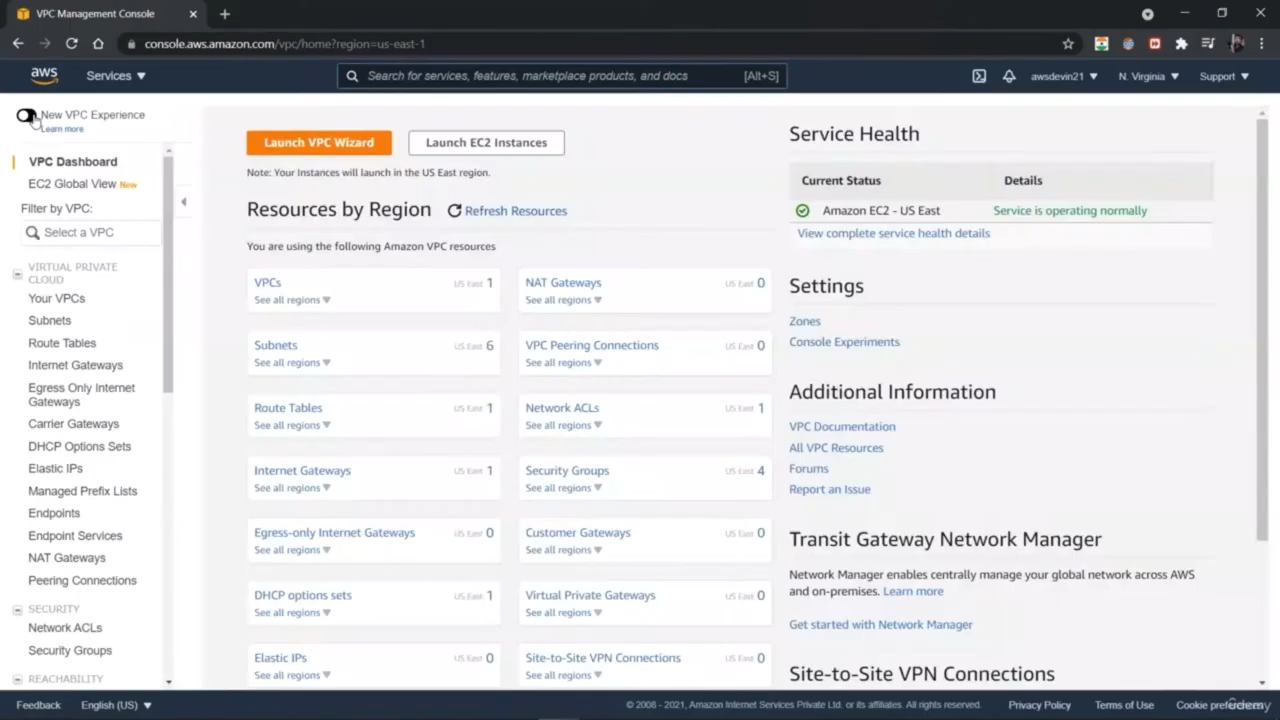 VPC Management Console
console.aws.amazon.com/vpc/home?region=us-east-1
aws
Services ▼
Search for services, features, marketplace products, and docs [Alt+S]
awsdevin21 ▼
N. Virginia ▼
Support ▼
New VPC Experience
Learn more
VPC Dashboard
EC2 Global View New
Filter by VPC:
Select a VPC
VIRTUAL PRIVATE
CLOUD
Your VPCs
Subnets
Route Tables
Internet Gateways
Egress Only Internet
Gateways
Carrier Gateways
DHCP Options Sets
Elastic IPs
Managed Prefix Lists
Endpoints
Endpoint Services
NAT Gateways
Peering Connections
SECURITY
Network ACLs
Security Groups
REACHABILITY
Launch VPC Wizard
Launch EC2 Instances
Note: Your Instances will launch in the US East region.
Resources by Region
Refresh Resources
You are using the following Amazon VPC resources
VPCs US East 1
See all regions ▼
NAT Gateways US East 0
See all regions ▼
Subnets US East 6
See all regions ▼
VPC Peering Connections US East 0
See all regions ▼
Route Tables US East 1
See all regions ▼
Network ACLs US East 1
See all regions ▼
Internet Gateways US East 1
See all regions ▼
Security Groups US East 4
See all regions ▼
Egress-only Internet Gateways US East 0
See all regions ▼
Customer Gateways US East 0
See all regions ▼
DHCP options sets US East 1
See all regions ▼
Virtual Private Gateways US East 0
See all regions ▼
Elastic IPs US East 0
See all regions ▼
Site-to-Site VPN Connections US East 0
See all regions ▼
Service Health
Current Status Details
Amazon EC2 - US East Service is operating normally
View complete service health details
Settings
Zones
Console Experiments
Additional Information
VPC Documentation
All VPC Resources
Forums
Report an Issue
Transit Gateway Network Manager
Network Manager enables centrally manage your global network across AWS
and on-premises. Learn more
Get started with Network Manager
Site-to-Site VPN Connections
Feedback
English (US) ▼
© 2008 - 2021, Amazon Internet Services Private Ltd. or its affiliates. All rights reserved.
Privacy Policy
Terms of Use
Cookie preferences
Udemy